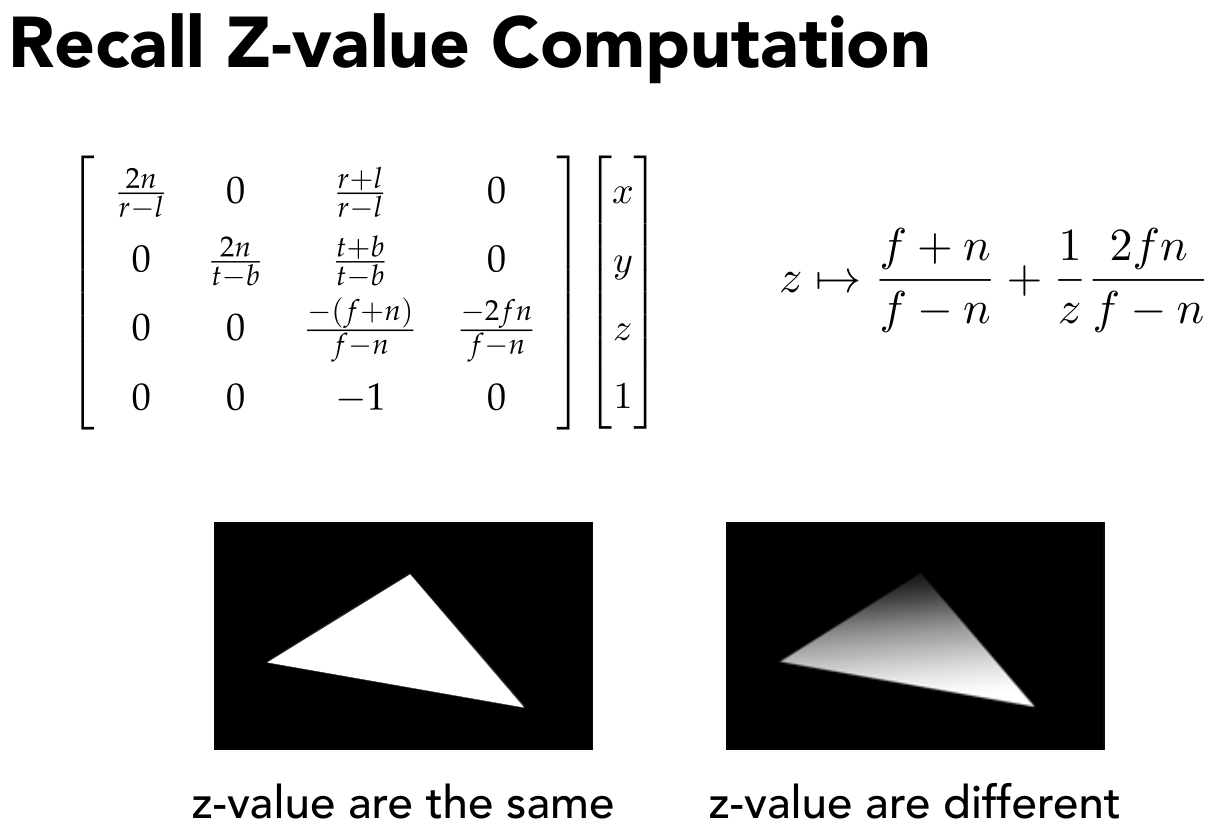 Recall Z-value Computation
[ 2n/(r−l) 0 (r+l)/(r−l) 0 ] [ x ]
[ 0 2n/(t−b) (t+b)/(t−b) 0 ] [ y ]
[ 0 0 −(f+n)/(f−n) −2fn/(f−n) ] [ z ]
[ 0 0 −1 0 ] [ 1 ]
z ↦ (f + n)/(f − n) + (1/z) (2fn)/(f − n)
z-value are the same
z-value are different